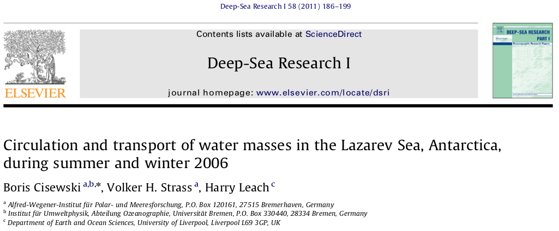 Deep-Sea Research I 58 (2011) 186–199
Contents lists available at ScienceDirect
Deep-Sea Research I
journal homepage: www.elsevier.com/locate/dsri
ELSEVIER
DEEP-SEA RESEARCH
PART I
Circulation and transport of water masses in the Lazarev Sea, Antarctica,
during summer and winter 2006
Boris Cisewski a,b,*, Volker H. Strass a, Harry Leach c
a Alfred-Wegener-Institut für Polar- und Meeresforschung, P.O. Box 120161, 27515 Bremerhaven, Germany
b Institut für Umweltphysik, Abteilung Ozeanographie, Universität Bremen, P.O. Box 330440, 28334 Bremen, Germany
c Department of Earth and Ocean Sciences, University of Liverpool, Liverpool L69 3GP, UK